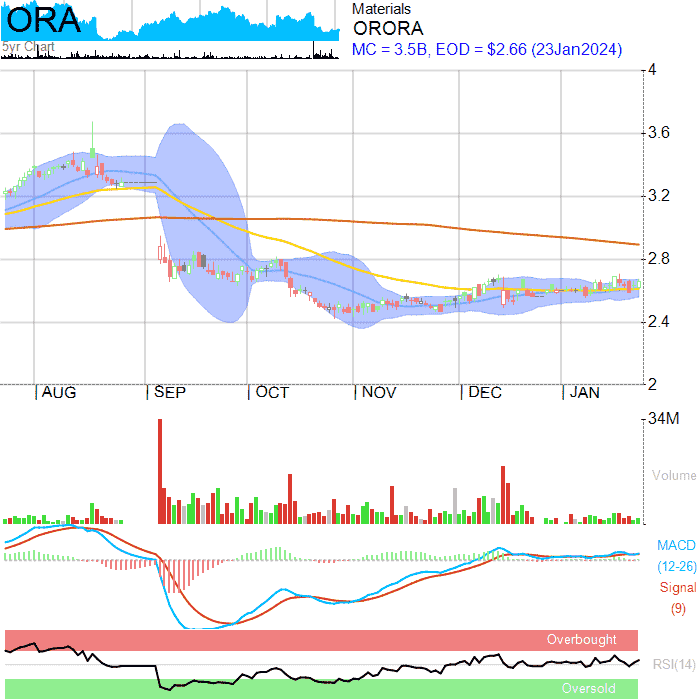 ORA
5yr Chart
Materials
ORORA
MC = 3.5B, EOD = $2.66 (23Jan2024)
4
3.6
3.2
2.8
2.4
2
AUG SEP OCT NOV DEC JAN
34M
Volume
MACD
(12-26)
Signal
(9)
Overbought
RSI(14)
Oversold